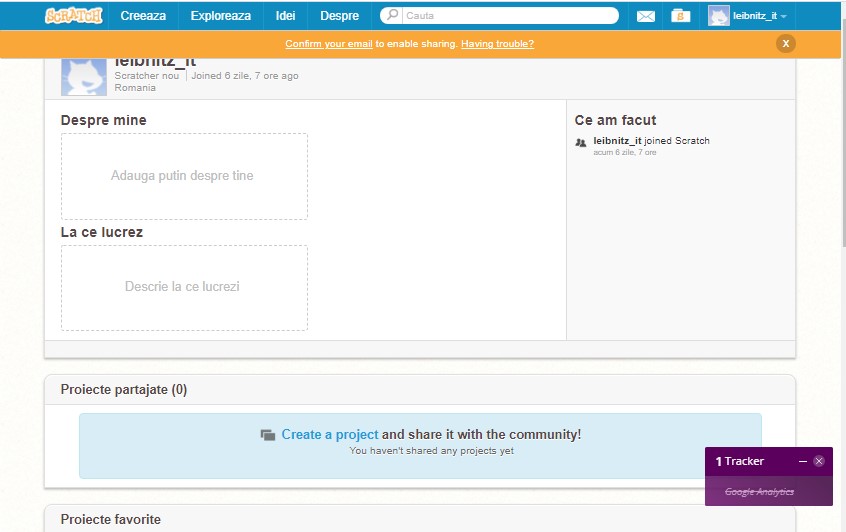 SCRATCH Creeaza Exploreaza Idei Despre Cauta leibnitz_it
Confirm your email to enable sharing. Having trouble? X
leibnitz_it
Scratcher nou Joined 6 zile, 7 ore ago
Romania
Despre mine
Adauga putin despre tine
La ce lucrez
Descrie la ce lucrezi
Ce am facut
leibnitz_it joined Scratch
acum 6 zile, 7 ore
Proiecte partajate (0)
Create a project and share it with the community!
You haven't shared any projects yet
1 Tracker
Google Analytics
Proiecte favorite